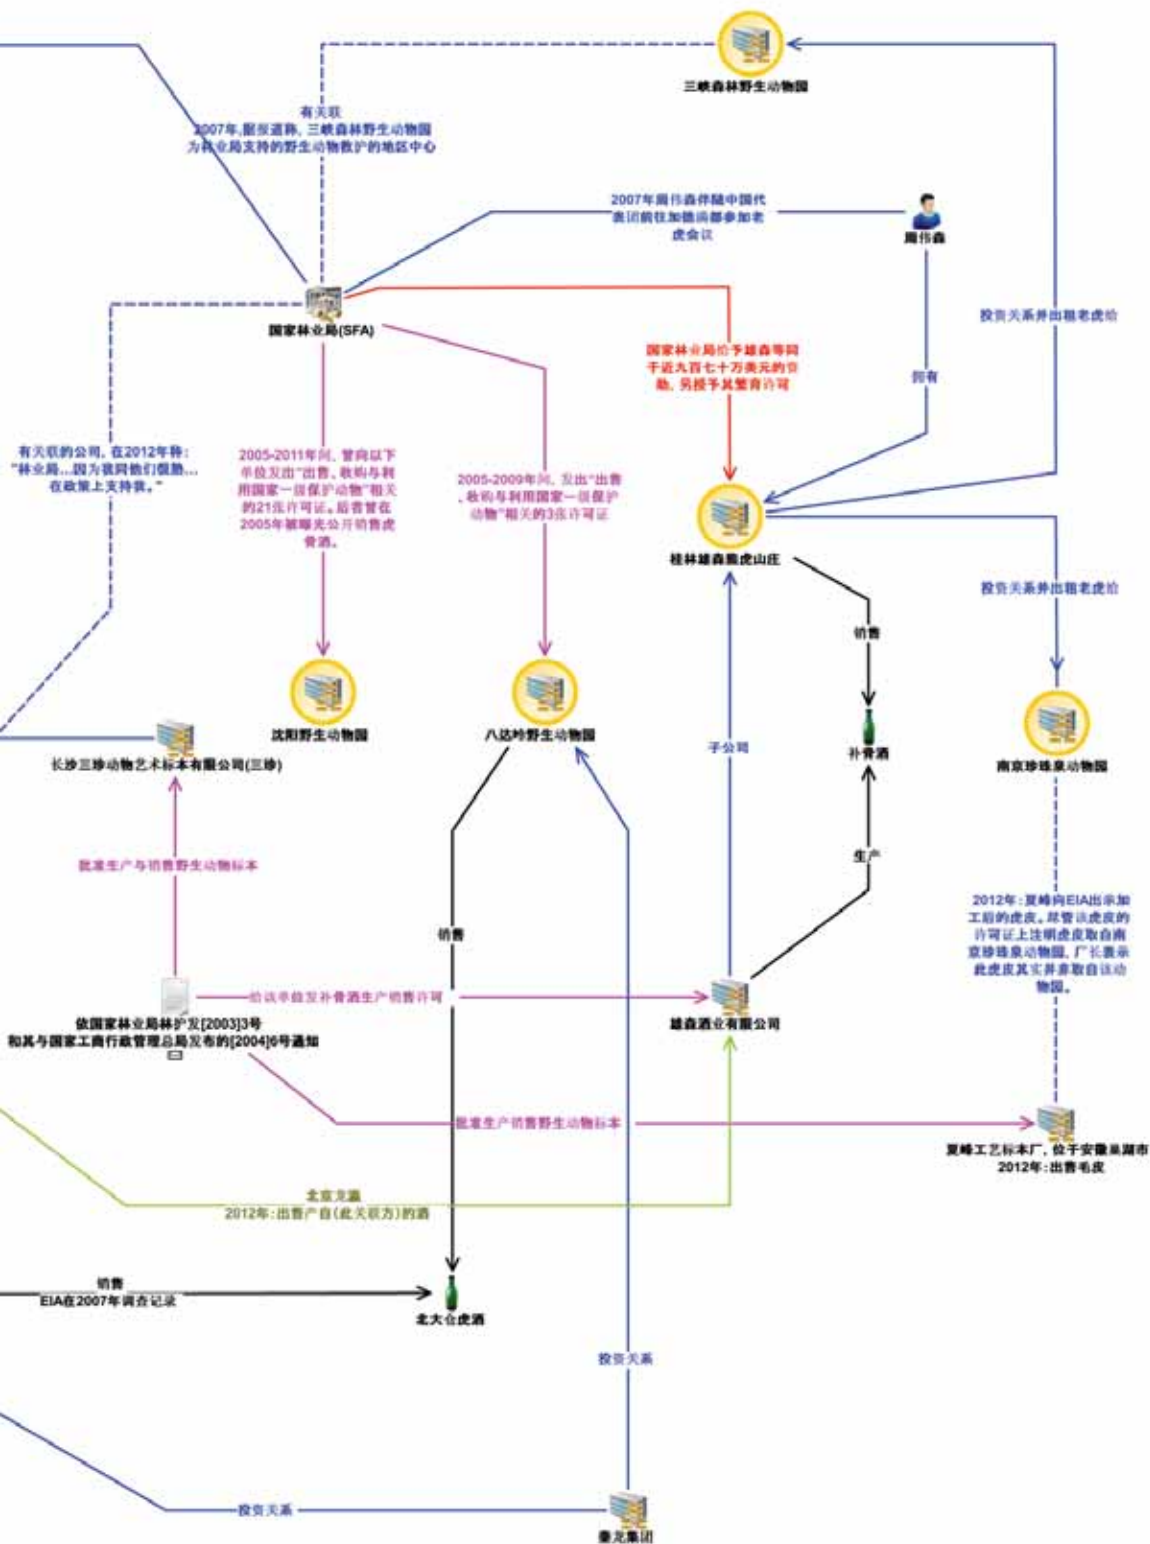 三峡森林野生动物园
有关联
2007年,据报道称, 三峡森林野生动物园
为林业局支持的野生动物救护的地区中心
2007年周伟森伴随中国代
表团前往加德满都参加老
虎会议
周伟森
国家林业局(SFA)
投资关系并出租老虎给
国家林业局给予雄森等同
于近九百七十万美元的资
助, 另授予其繁育许可
拥有
有关联的公司, 在2012年称:
"林业局...因为我同他们很熟...
在政策上支持我。"
2005-2011年间, 曾向以下
单位发出“出售、收购与利
用国家一级保护动物”相关
的21张许可证。后者曾在
2005年被曝光公开销售虎
骨酒。
2005-2009年间, 发出“出售
、收购与利用国家一级保护
动物”相关的3张许可证
桂林雄森熊虎山庄
投资关系并出租老虎给
销售
沈阳野生动物园
八达岭野生动物园
子公司
补骨酒
南京珍珠泉动物园
长沙三珍动物艺术标本有限公司(三珍)
批准生产与销售野生动物标本
生产
销售
2012年:夏峰向EIA出示加
工后的虎皮。尽管该虎皮的
许可证上注明虎皮取自南
京珍珠泉动物园, 厂长表示
此虎皮其实并非取自该动
物园。
给该单位发补骨酒生产销售许可
依国家林业局林护发[2003]3号
和其与国家工商行政管理总局发布的[2004]6号通知
雄森酒业有限公司
批准生产销售野生动物标本
夏峰工艺标本厂, 位于安徽巢湖市
2012年:出售毛皮
北京龙瀛
2012年:出售产自(此关联方)的酒
销售
EIA在2007年调查记录
北大仓虎酒
投资关系
投资关系
臺龙集团